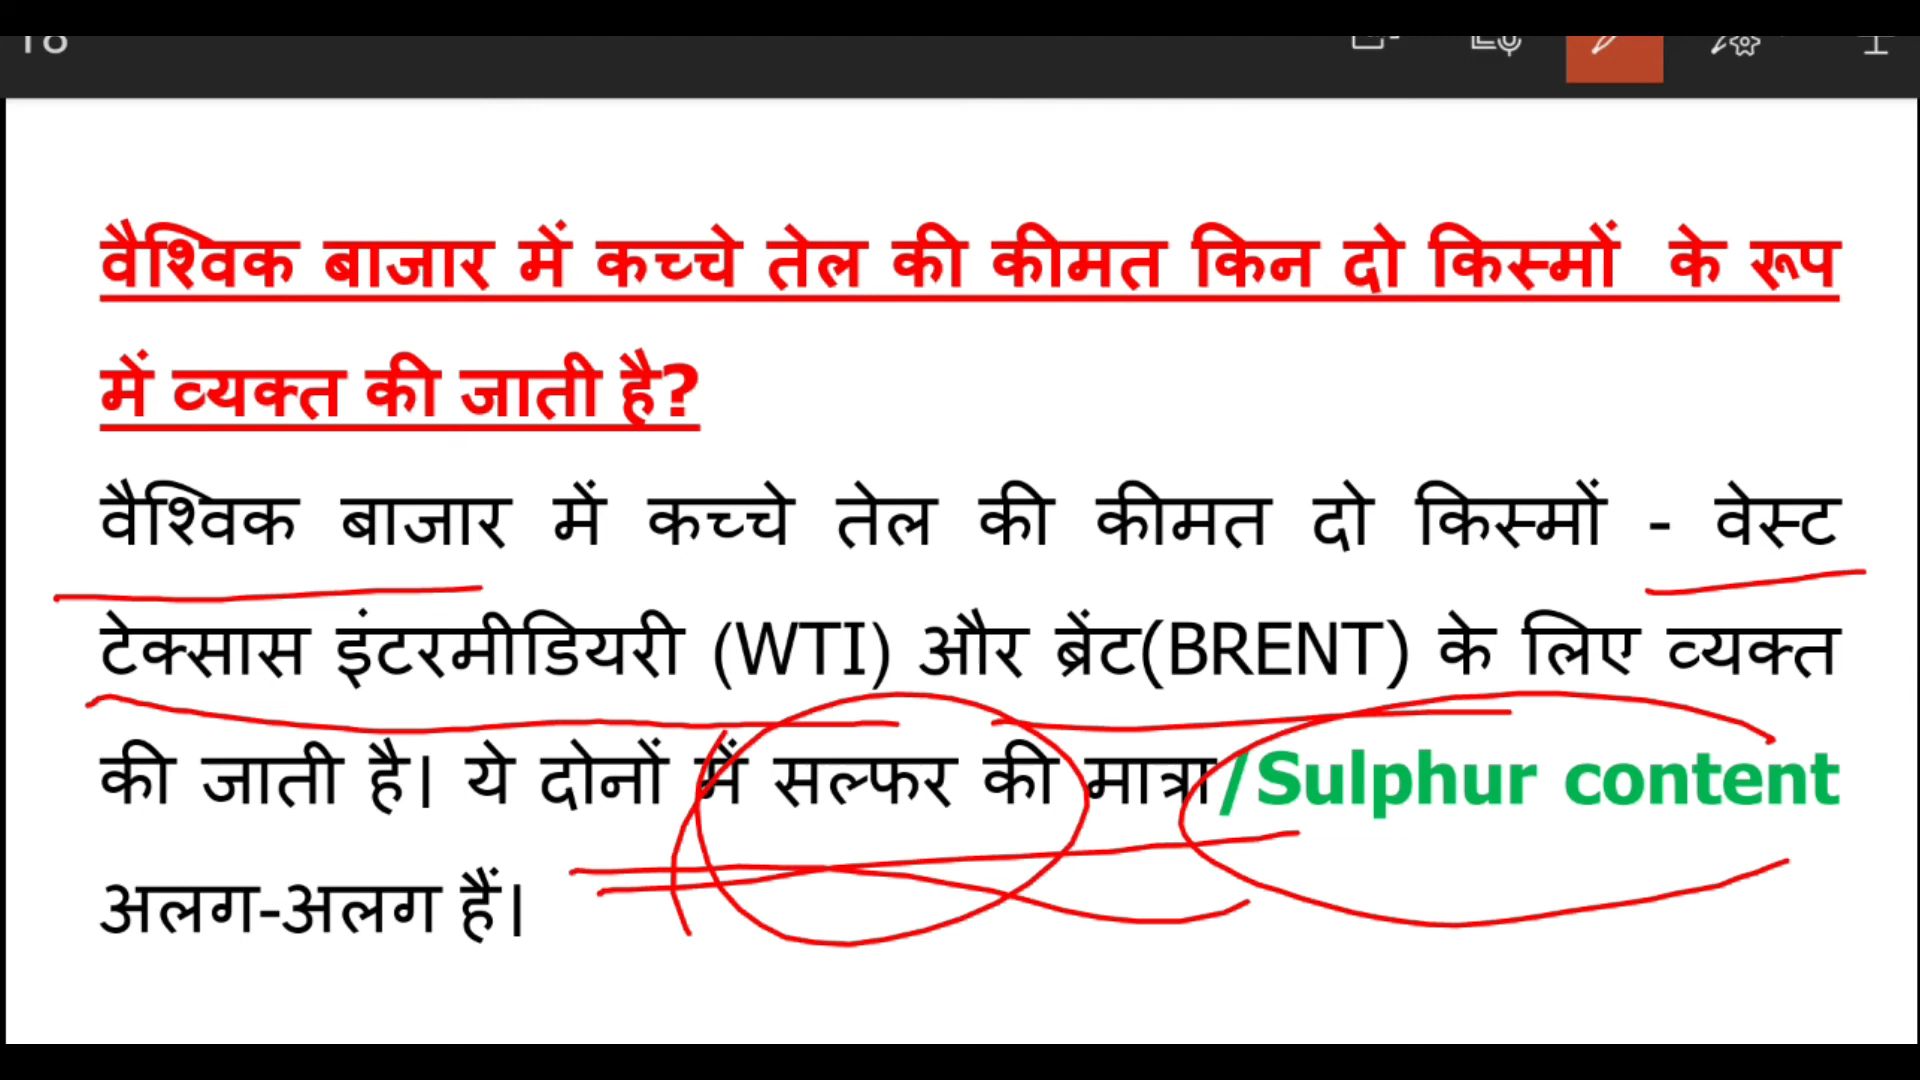 वैश्विक बाजार में कच्चे तेल की कीमत किन दो किस्मों के रूप
में व्यक्त की जाती है?
वैश्विक बाजार में कच्चे तेल की कीमत दो किस्मों - वेस्ट
टेक्सास इंटरमीडियरी (WTI) और ब्रेंट(BRENT) के लिए व्यक्त
की जाती है। ये दोनों में सल्फर की मात्रा/Sulphur content
अलग-अलग हैं।